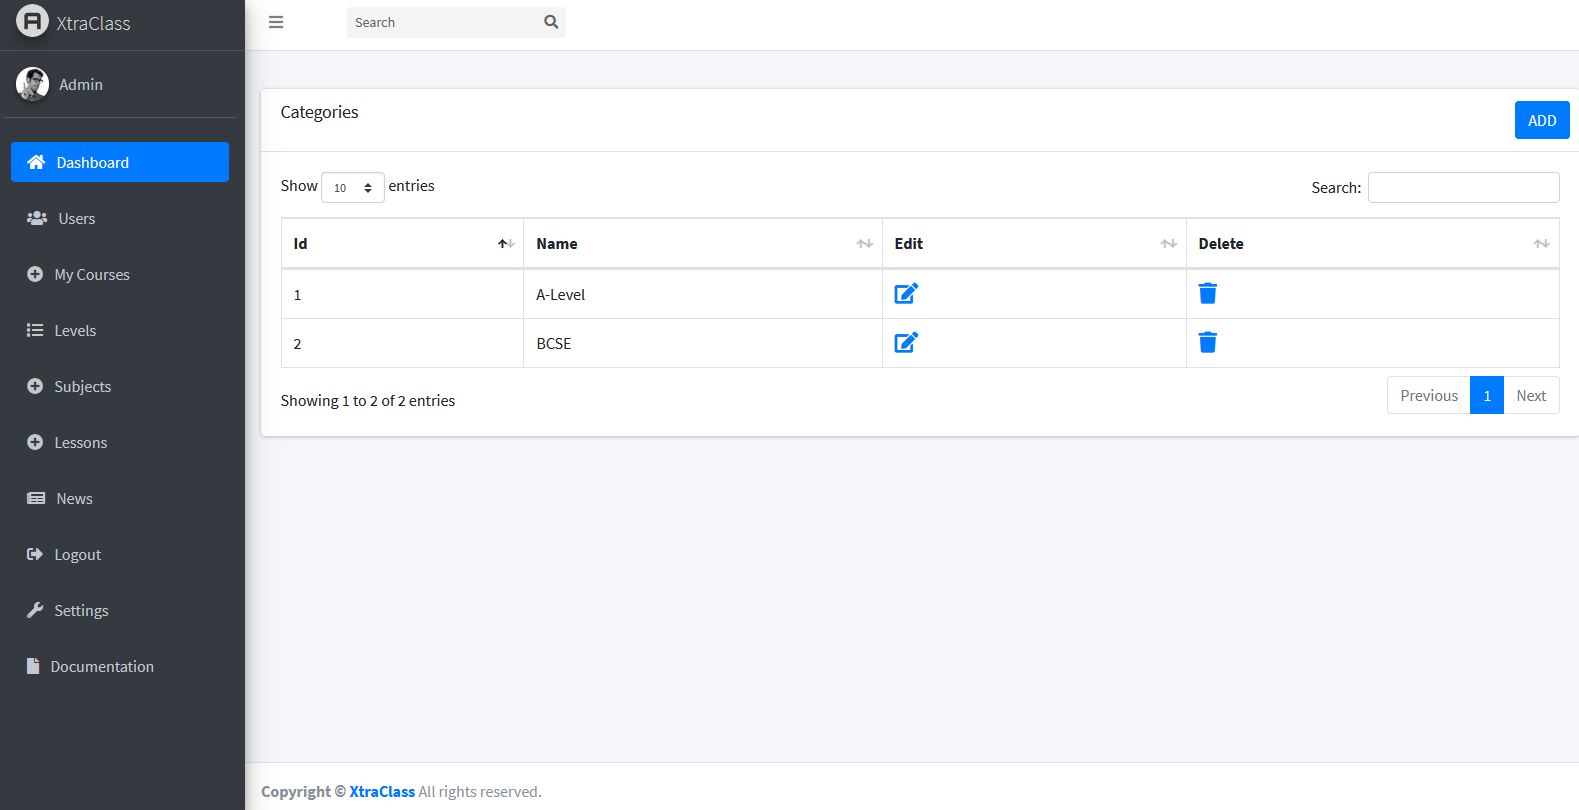 XtraClass
Search
Admin
Dashboard
Users
My Courses
Levels
Subjects
Lessons
News
Logout
Settings
Documentation
Categories
ADD
Show 10 entries
Search:
Id Name Edit Delete
1 A-Level
2 BCSE
Showing 1 to 2 of 2 entries
Previous 1 Next
Copyright © XtraClass All rights reserved.